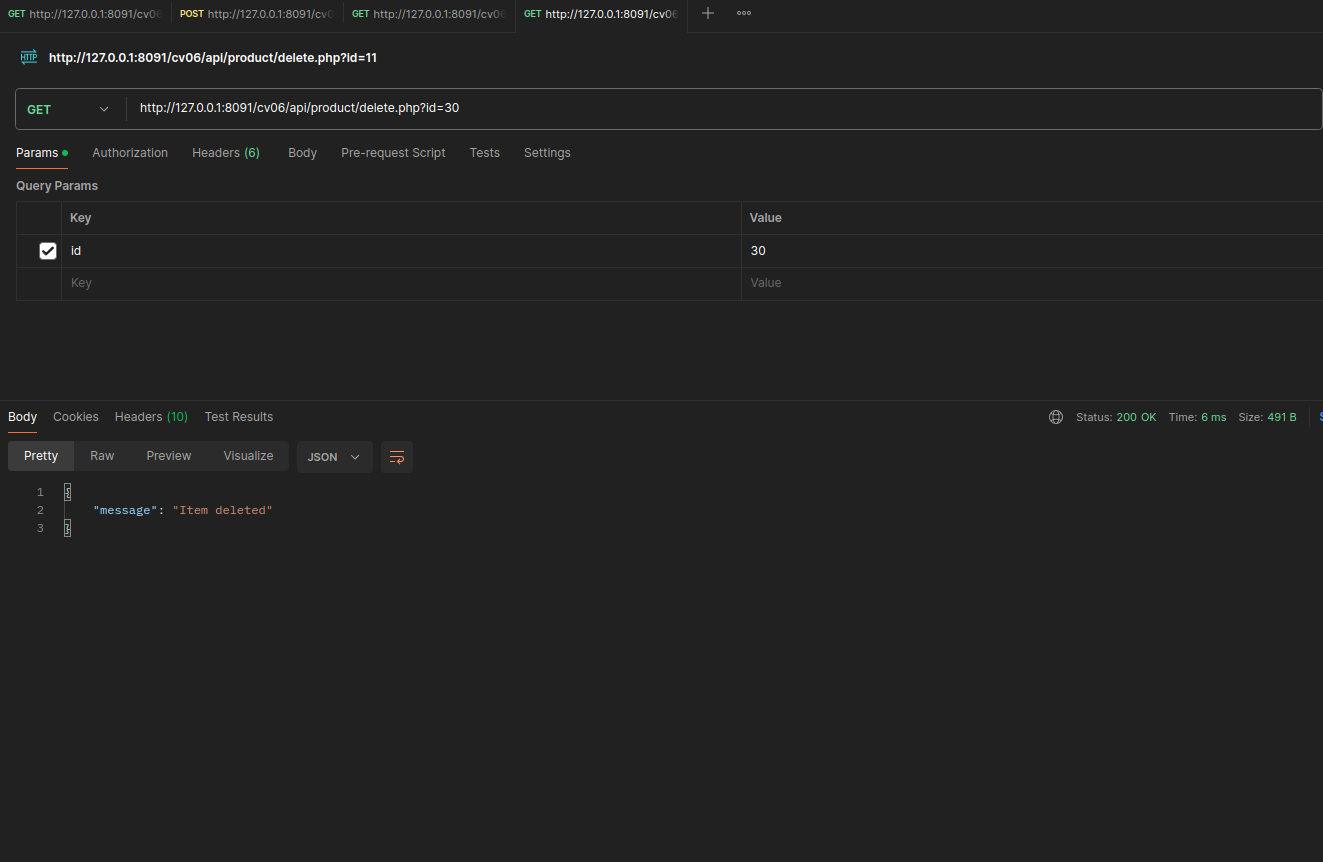 GET http://127.0.0.1:8091/cv06 POST http://127.0.0.1:8091/cv0 GET http://127.0.0.1:8091/cv06 GET http://127.0.0.1:8091/cv06
HTTP http://127.0.0.1:8091/cv06/api/product/delete.php?id=11
GET http://127.0.0.1:8091/cv06/api/product/delete.php?id=30
Params Authorization Headers (6) Body Pre-request Script Tests Settings
Query Params
Key Value
id 30
Key Value
Body Cookies Headers (10) Test Results Status: 200 OK Time: 6 ms Size: 491 B
Pretty Raw Preview Visualize JSON
1 {
2 "message": "Item deleted"
3 }